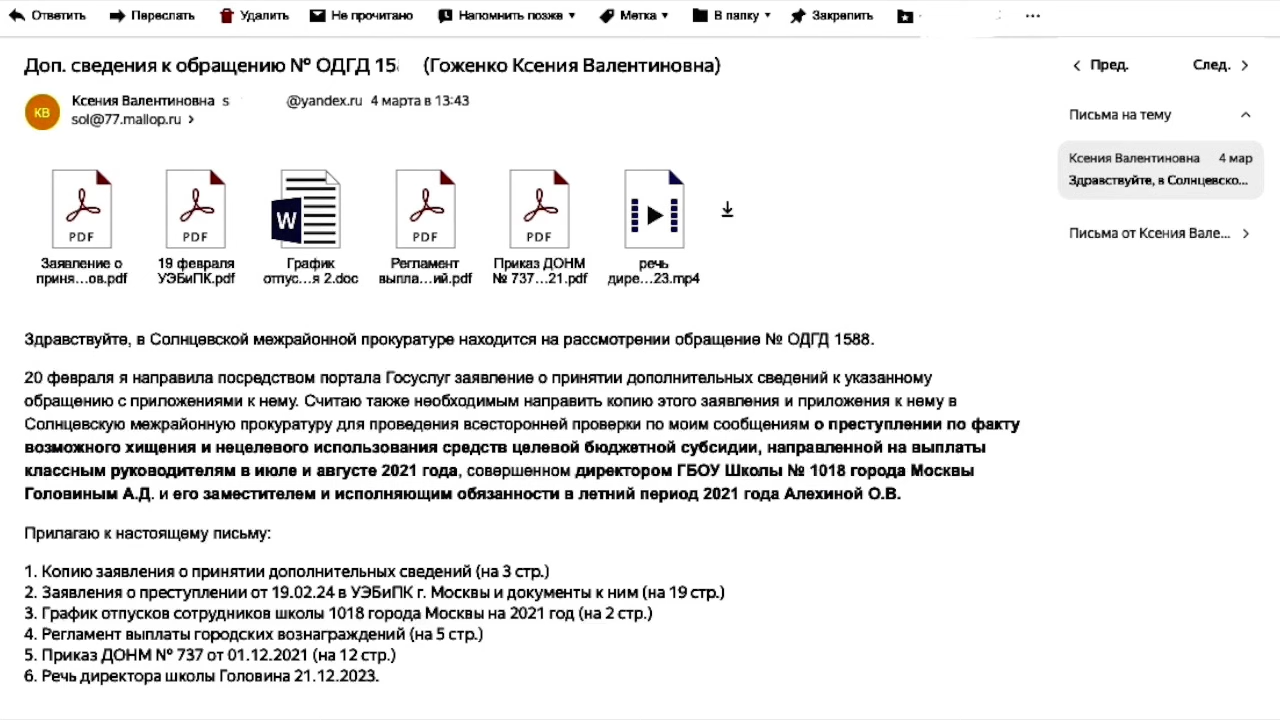 Ответить Переслать Удалить Не прочитано Напомнить позже Метка В папку Закрепить
Доп. сведения к обращению № ОДГД 15 (Гоженко Ксения Валентиновна)
Пред. След.
КВ
Ксения Валентиновна s @yandex.ru 4 марта в 13:43
sol@77.mailop.ru
Письма на тему
Ксения Валентиновна 4 мар
Здравствуйте, в Солнцевско...
Письма от Ксения Вале...
PDF PDF W PDF PDF
Заявление о 19 февраля График Регламент Приказ ДОНМ речь
приня...ов.pdf УЭБиПК.pdf отпус...я 2.doc выпла...ий.pdf № 737...21.pdf дире...23.mp4
Здравствуйте, в Солнцевской межрайонной прокуратуре находится на рассмотрении обращение № ОДГД 1588.
20 февраля я направила посредством портала Госуслуг заявление о принятии дополнительных сведений к указанному
обращению с приложениями к нему. Считаю также необходимым направить копию этого заявления и приложения к нему в
Солнцевскую межрайонную прокуратуру для проведения всесторонней проверки по моим сообщениям о преступлении по факту
возможного хищения и нецелевого использования средств целевой бюджетной субсидии, направленной на выплаты
классным руководителям в июле и августе 2021 года, совершенном директором ГБОУ Школы № 1018 города Москвы
Головиным А.Д. и его заместителем и исполняющим обязанности в летний период 2021 года Алехиной О.В.
Прилагаю к настоящему письму:
1. Копию заявления о принятии дополнительных сведений (на 3 стр.)
2. Заявления о преступлении от 19.02.24 в УЭБиПК г. Москвы и документы к ним (на 19 стр.)
3. График отпусков сотрудников школы 1018 города Москвы на 2021 год (на 2 стр.)
4. Регламент выплаты городских вознаграждений (на 5 стр.)
5. Приказ ДОНМ № 737 от 01.12.2021 (на 12 стр.)
6. Речь директора школы Головина 21.12.2023.